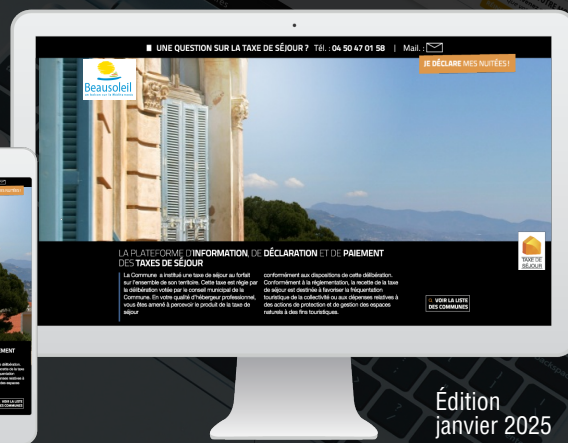 UNE QUESTION SUR LA TAXE DE SÉJOUR ? Tél. : 04 50 47 01 58 | Mail. :
JE DÉCLARE MES NUITÉES !
Beausoleil
LA PLATEFORME D'INFORMATION, DE DÉCLARATION ET DE PAIEMENT
DES TAXES DE SÉJOUR
La Commune a institué une taxe de séjour au forfait
sur l'ensemble de son territoire. Cette taxe est régie par
la délibération votée par le conseil municipal de la
Commune. En votre qualité d'hébergeur professionnel,
vous êtes amené à percevoir le produit de la taxe de
séjour
conformément aux dispositions de cette délibération.
Conformément à la réglementation, la recette de la taxe
de séjour est destinée à favoriser la fréquentation
touristique de la collectivité ou aux dépenses relatives à
des actions de protection et de gestion des espaces
naturels à des fins touristiques.
TAXE DE
SÉJOUR
VOIR LA LISTE
DES COMMUNES
Édition
janvier 2025